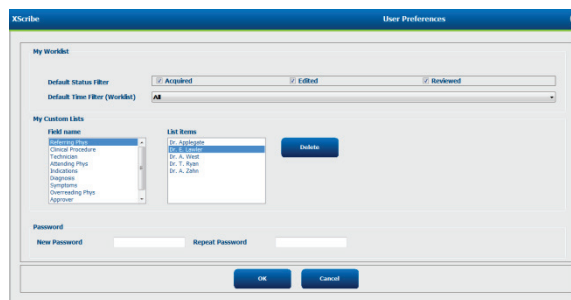 XScribe User Preferences
My Worklist
Default Status Filter Acquired Edited Reviewed
Default Time Filter (Worklist) All
My Custom Lists
Field name List items
Referring Phys Dr. Applegate
Clinical Procedure Dr. E. Lawler
Technician Dr. A. West
Attending Phys Dr. T. Ryan
Indications Dr. A. Zahn
Diagnosis
Symptoms
Overreading Phys
Approver
Delete
Password
New Password Repeat Password
OK Cancel